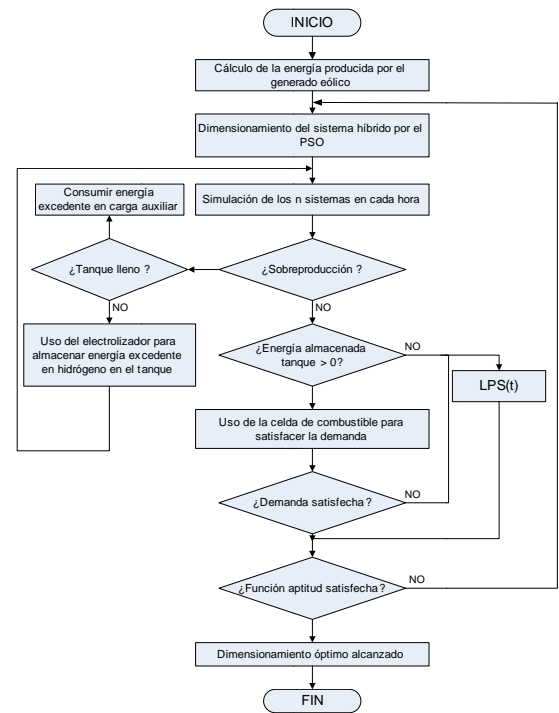 INICIO
Cálculo de la energía producida por el
generado eólico
Dimensionamiento del sistema híbrido por el
PSO
Consumir energía
excedente en carga auxiliar
Simulación de los n sistemas en cada hora
¿Tanque lleno ?
¿Sobreproducción ?
NO
NO
Uso del electrolizador para
almacenar energía excedente
en hidrógeno en el tanque
¿Energía almacenada
tanque > 0?
NO
LPS(t)
Uso de la celda de combustible para
satisfacer la demanda
¿Demanda satisfecha ?
NO
¿Función aptitud satisfecha ?
NO
Dimensionamiento óptimo alcanzado
FIN